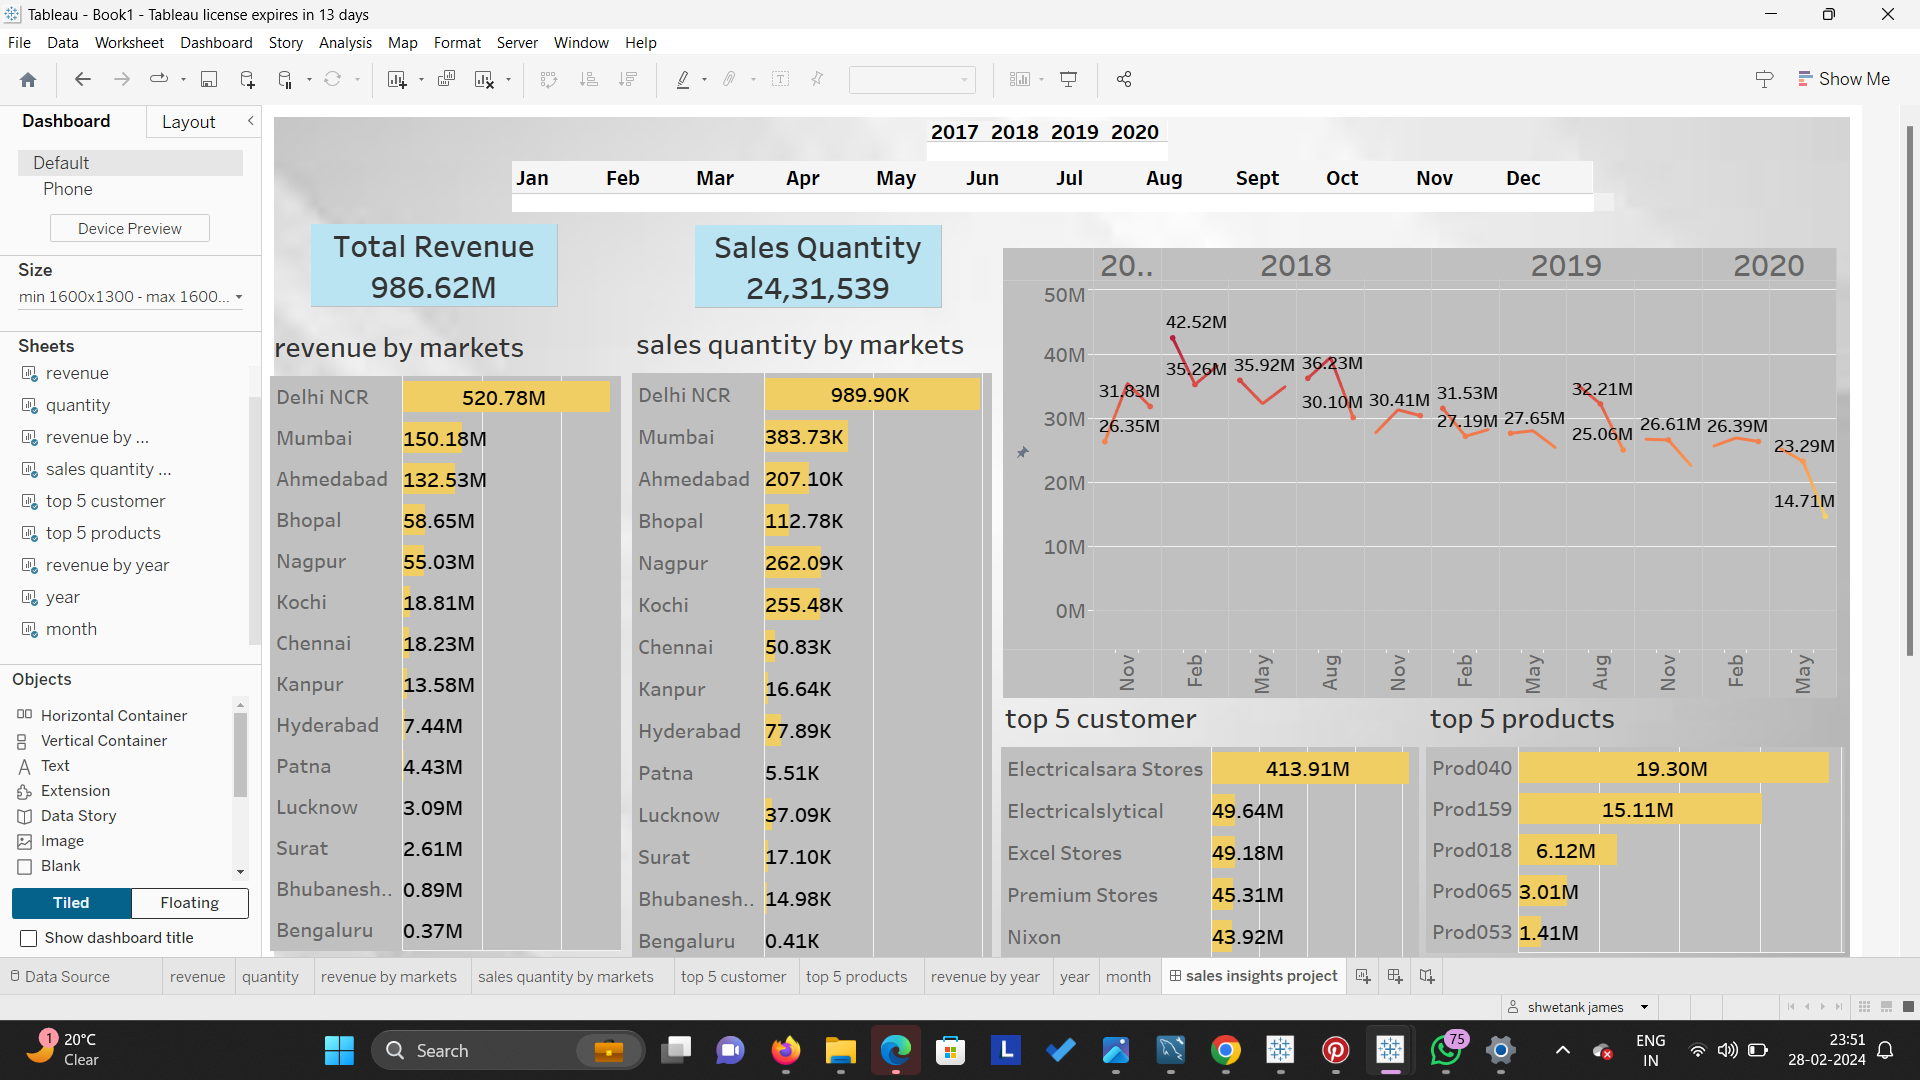 Tableau - Book1 - Tableau license expires in 13 days
File Data Worksheet Dashboard Story Analysis Map Format Server Window Help
Show Me
Dashboard Layout
Default
Phone
Device Preview
Size
min 1600x1300 - max 1600...
Sheets
revenue
quantity
revenue by ...
sales quantity ...
top 5 customer
top 5 products
revenue by year
year
month
Objects
Horizontal Container
Vertical Container
Text
Extension
Data Story
Image
Blank
Tiled Floating
Show dashboard title
2017 2018 2019 2020
Jan Feb Mar Apr May Jun Jul Aug Sept Oct Nov Dec
Total Revenue
986.62M
Sales Quantity
24,31,539
revenue by markets
Delhi NCR 520.78M
Mumbai 150.18M
Ahmedabad 132.53M
Bhopal 58.65M
Nagpur 55.03M
Kochi 18.81M
Chennai 18.23M
Kanpur 13.58M
Hyderabad 7.44M
Patna 4.43M
Lucknow 3.09M
Surat 2.61M
Bhubanesh.. 0.89M
Bengaluru 0.37M
sales quantity by markets
Delhi NCR 989.90K
Mumbai 383.73K
Ahmedabad 207.10K
Bhopal 112.78K
Nagpur 262.09K
Kochi 255.48K
Chennai 50.83K
Kanpur 16.64K
Hyderabad 77.89K
Patna 5.51K
Lucknow 37.09K
Surat 17.10K
Bhubanesh.. 14.98K
Bengaluru 0.41K
20.. 2018 2019 2020
50M
40M
30M
20M
10M
0M
42.52M
35.26M 35.92M 36.23M
31.83M 30.10M 30.41M 31.53M 32.21M
26.35M 27.19M 27.65M 25.06M 26.61M 26.39M 23.29M
14.71M
Nov Feb May Aug Nov Feb May Aug Nov Feb May
top 5 customer
Electricalsara Stores 413.91M
Electricalslytical 49.64M
Excel Stores 49.18M
Premium Stores 45.31M
Nixon 43.92M
top 5 products
Prod040 19.30M
Prod159 15.11M
Prod018 6.12M
Prod065 3.01M
Prod053 1.41M
Data Source revenue quantity revenue by markets sales quantity by markets top 5 customer top 5 products revenue by year year month sales insights project
shwetank james
1
20°C
Clear
Search
L
75
ENG
IN
23:51
28-02-2024